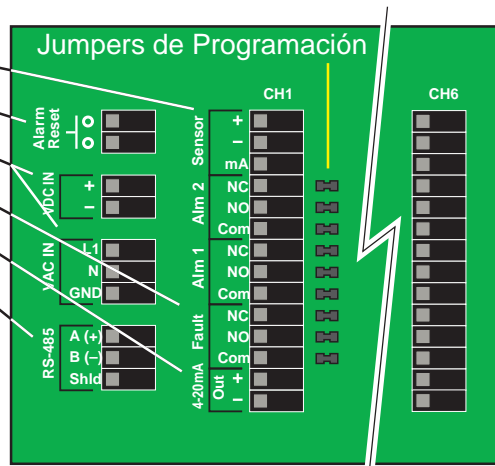 Jumpers de Programación
CH1
CH6
Alarm
Reset
VDC IN
+
–
VAC IN
L1
N
GND
RS-485
A (+)
B (–)
Shld
Sensor
+
–
mA
Alm 2
NC
NO
Com
Alm 1
NC
NO
Com
Fault
NC
NO
Com
4-20mA
Out
+
–